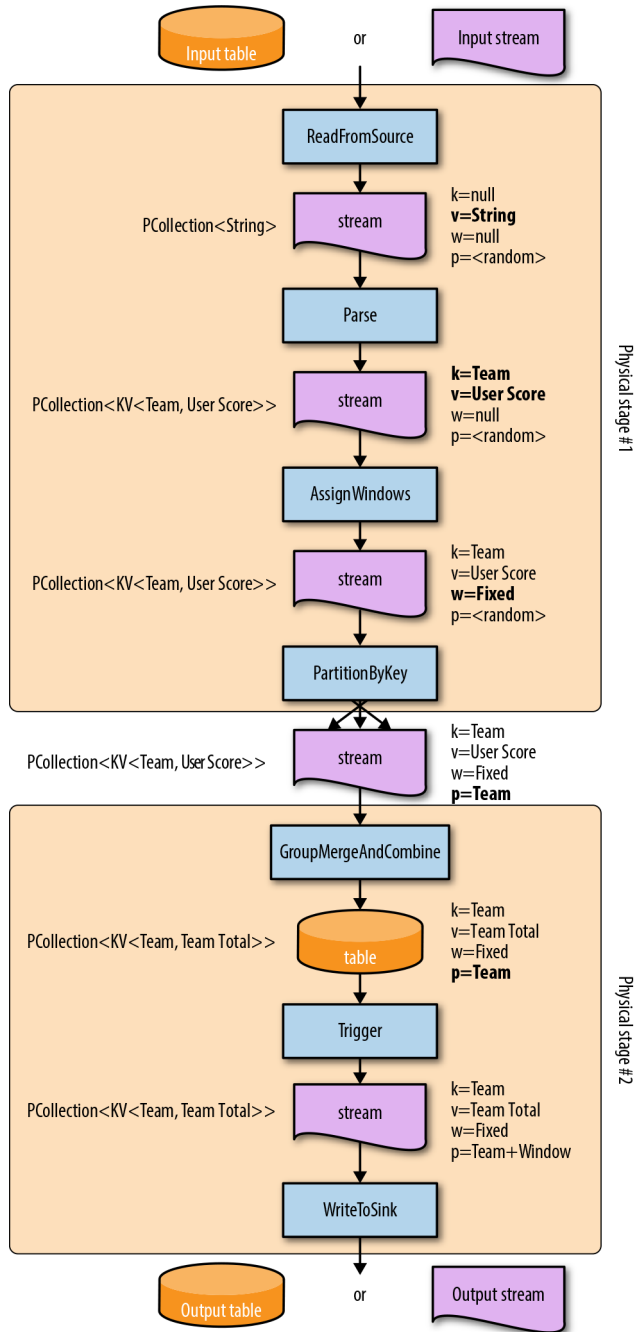 Input table
or
Input stream
ReadFromSource
PCollection<String>
stream
k=null
v=String
w=null
p=<random>
Parse
PCollection<KV<Team, User Score>>
stream
k=Team
v=User Score
w=null
p=<random>
Physical stage #1
AssignWindows
PCollection<KV<Team, User Score>>
stream
k=Team
v=User Score
w=Fixed
p=<random>
PartitionByKey
PCollection<KV<Team, User Score>>
stream
k=Team
v=User Score
w=Fixed
p=Team
GroupMergeAndCombine
PCollection<KV<Team, Team Total>>
table
k=Team
v=Team Total
w=Fixed
p=Team
Physical stage #2
Trigger
PCollection<KV<Team, Team Total>>
stream
k=Team
v=Team Total
w=Fixed
p=Team+Window
WriteToSink
Output table
or
Output stream